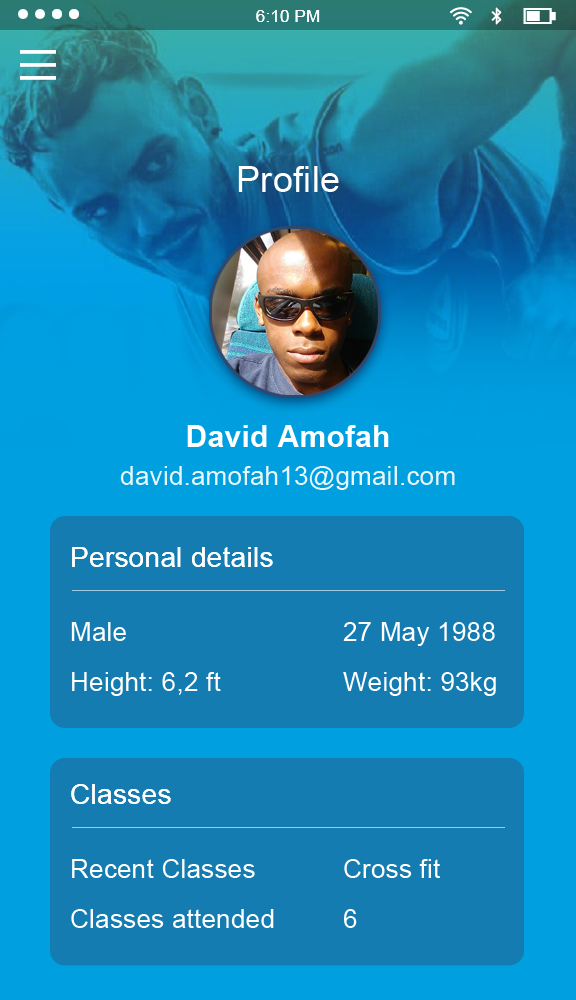 6:10 PM
Profile
David Amofah
david.amofah13@gmail.com
Personal details
Male 27 May 1988
Height: 6,2 ft Weight: 93kg
Classes
Recent Classes Cross fit
Classes attended 6